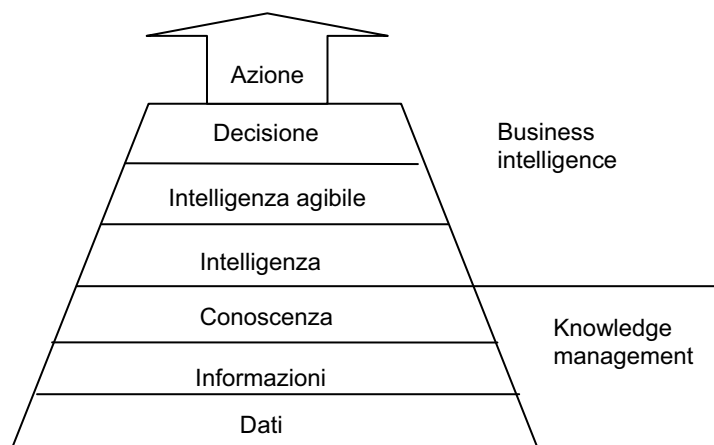 Azione
Decisione
Business
intelligence
Intelligenza agibile
Intelligenza
Conoscenza
Knowledge
management
Informazioni
Dati